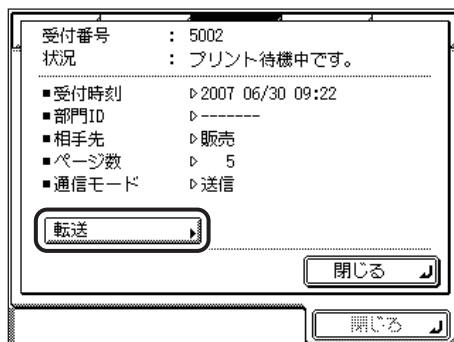 受付番号 : 5002
状況 : プリント待機中です。
■受付時刻 ▷2007 06/30 09:22
■部門ID ▷-------
■相手先 ▷販売
■ページ数 ▷ 5
■通信モード ▷送信
転送
閉じる
閉じる